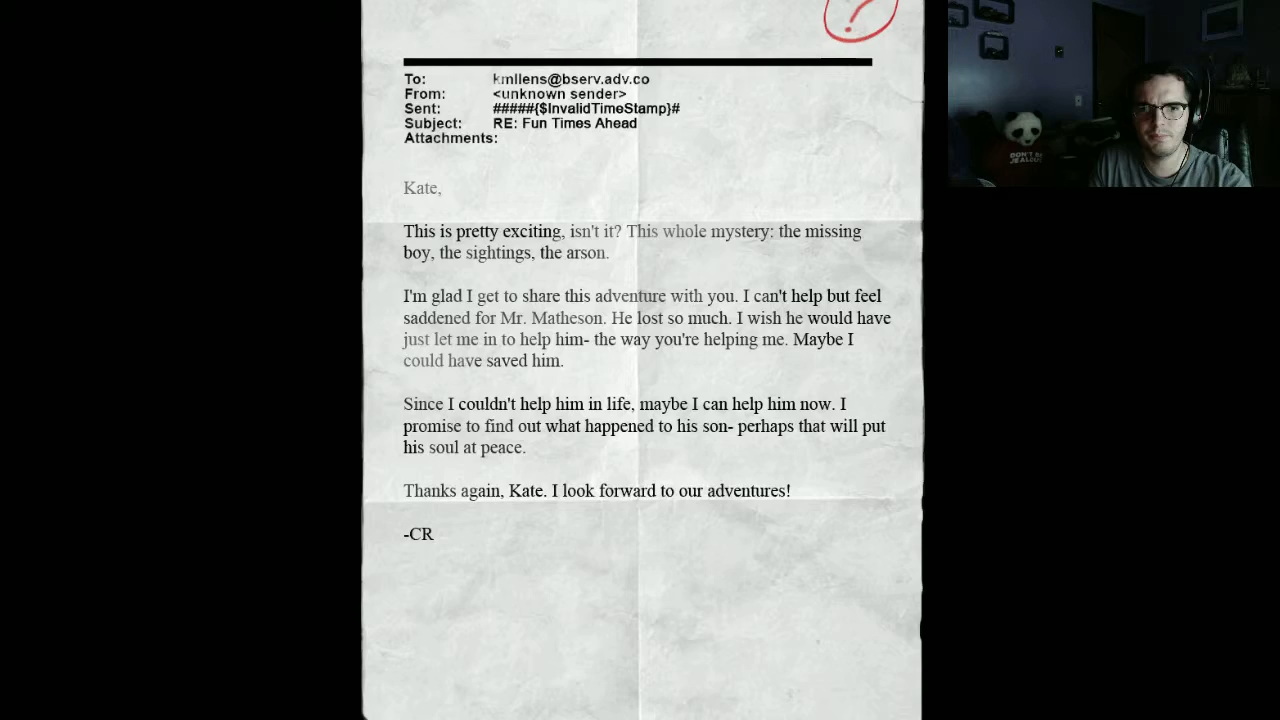 ?
To: kmllens@bserv.adv.co
From: <unknown sender>
Sent: #####{$InvalidTimeStamp}#
Subject: RE: Fun Times Ahead
Attachments:
Kate,
This is pretty exciting, isn't it? This whole mystery: the missing
boy, the sightings, the arson.
I'm glad I get to share this adventure with you. I can't help but feel
saddened for Mr. Matheson. He lost so much. I wish he would have
just let me in to help him- the way you're helping me. Maybe I
could have saved him.
Since I couldn't help him in life, maybe I can help him now. I
promise to find out what happened to his son- perhaps that will put
his soul at peace.
Thanks again, Kate. I look forward to our adventures!
-CR
DON'T BE
JEALOUS